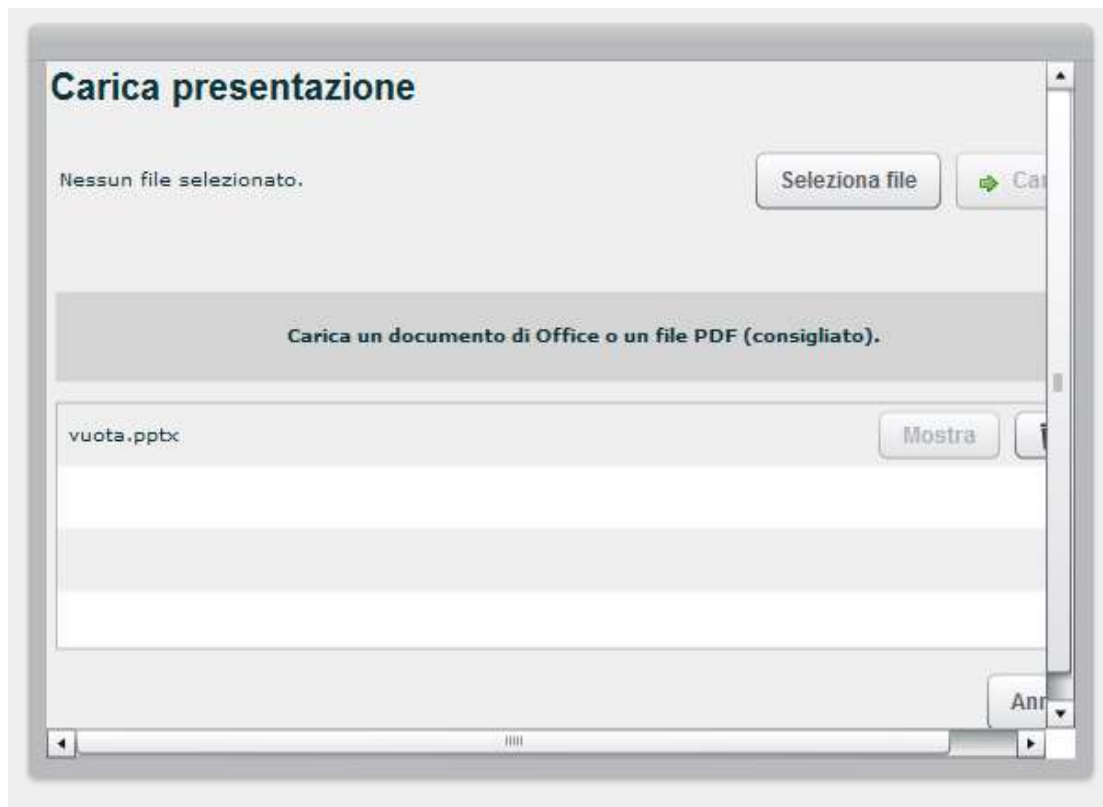 Carica presentazione
Nessun file selezionato.
Seleziona file
Carica un documento di Office o un file PDF (consigliato).
vuota.pptx
Mostra